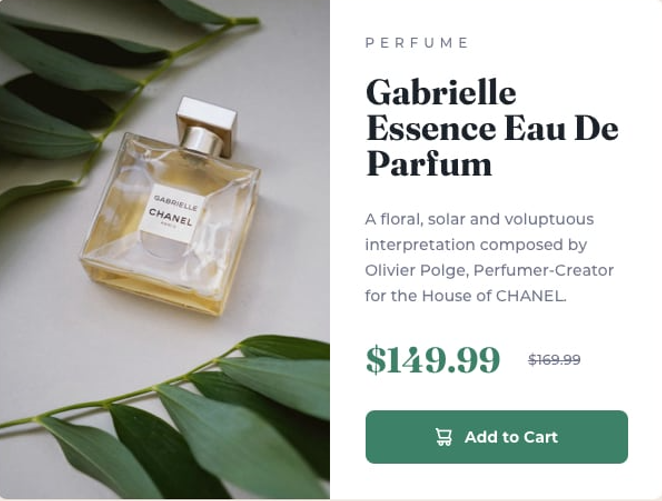 GABRIELLE
CHANEL
PARIS
PERFUME
Gabrielle
Essence Eau De
Parfum
A floral, solar and voluptuous
interpretation composed by
Olivier Polge, Perfumer-Creator
for the House of CHANEL.
$149.99 $169.99
Add to Cart